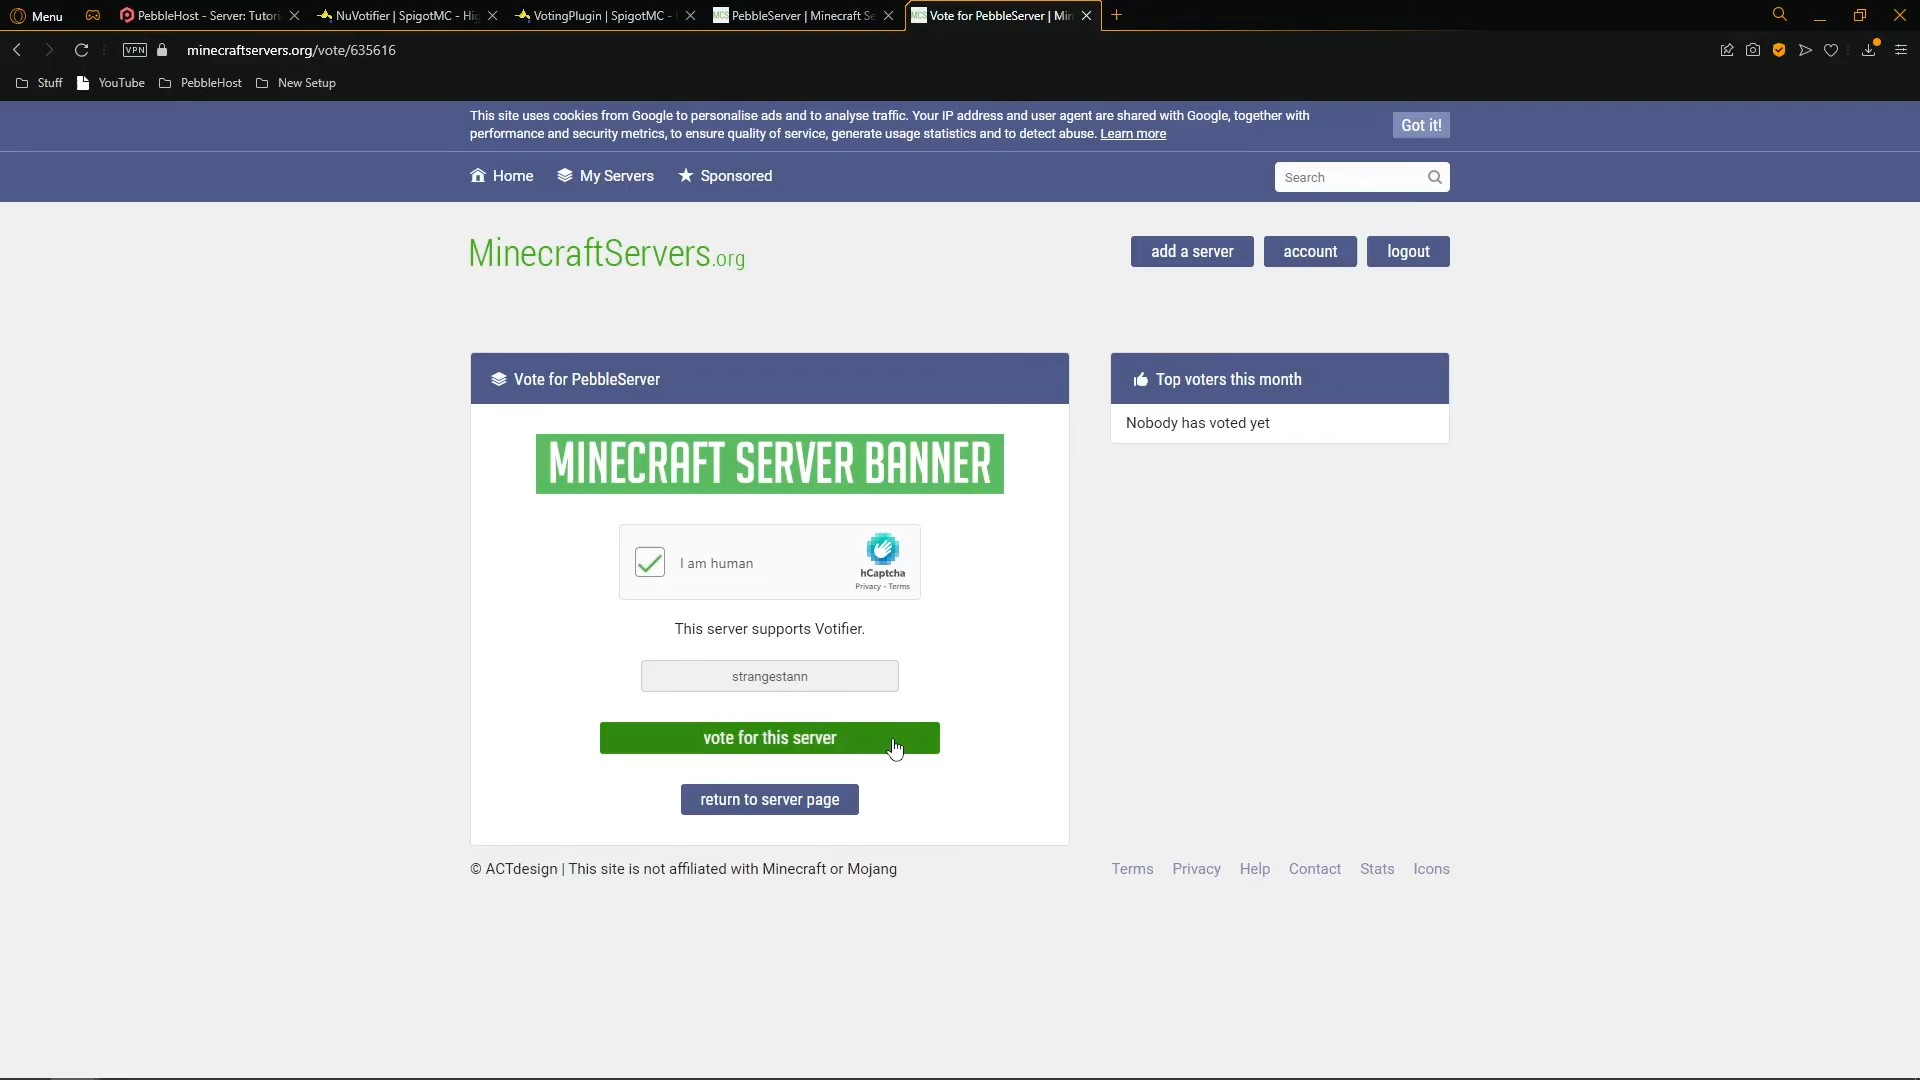 Menu
PebbleHost - Server: Tutori
NuVotifier | SpigotMC - Hig
VotingPlugin | SpigotMC -
MCS PebbleServer | Minecraft Se
MCS Vote for PebbleServer | Min
VPN
minecraftservers.org/vote/635616
Stuff
YouTube
PebbleHost
New Setup
This site uses cookies from Google to personalise ads and to analyse traffic. Your IP address and user agent are shared with Google, together with
performance and security metrics, to ensure quality of service, generate usage statistics and to detect abuse. Learn more
Got it!
Home
My Servers
Sponsored
Search
MinecraftServers.org
add a server
account
logout
Vote for PebbleServer
Top voters this month
Nobody has voted yet
MINECRAFT SERVER BANNER
I am human
hCaptcha
Privacy - Terms
This server supports Votifier.
strangestann
vote for this server
return to server page
© ACTdesign | This site is not affiliated with Minecraft or Mojang
Terms
Privacy
Help
Contact
Stats
Icons